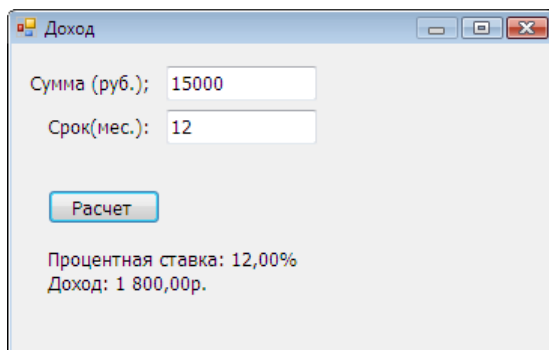 Доход
Сумма (руб.); 15000
Срок(мес.): 12
Расчет
Процентная ставка: 12,00%
Доход: 1 800,00р.